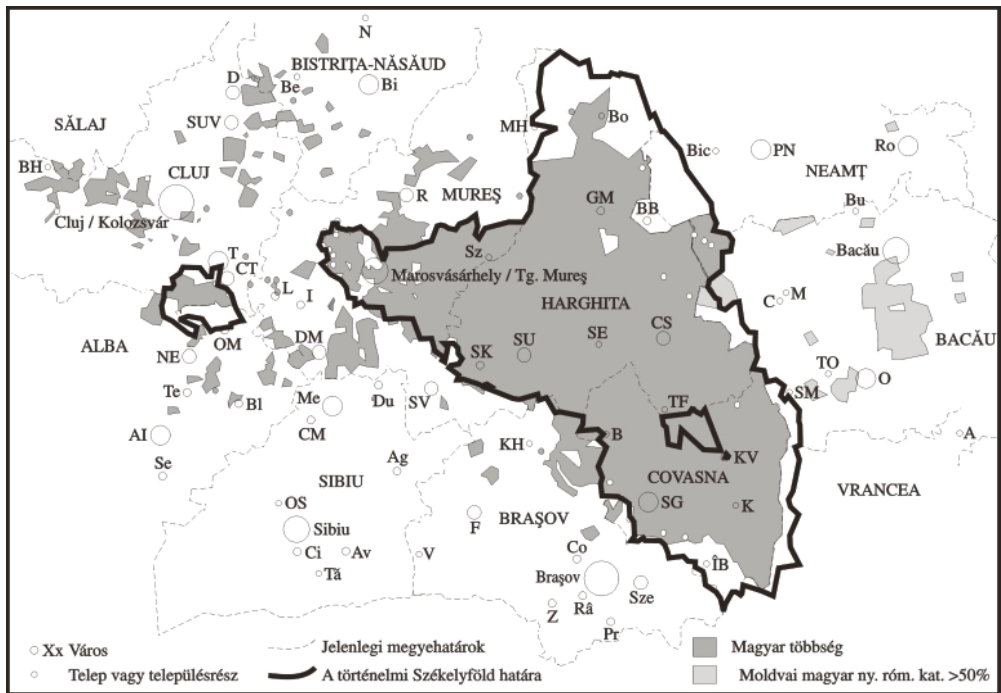 N
BISTRIȚA-NĂSĂUD
D
Be
Bi
SUV
SĂLAJ
MH
Bo
BH
CLUJ
Bic
PN
Ro
NEAMȚ
R
MUREȘ
GM
BB
Bu
Cluj / Kolozsvár
Sz
Bacău
T
CT
Marosvásárhely / Tg. Mureș
L
I
HARGHITA
C
M
ALBA
OM
NE
DM
SK
SU
SE
CS
BACĂU
TO
O
SM
Te
Bl
Me
Du
SV
TF
CM
AI
B
A
KH
KV
Se
Ag
COVASNA
SIBIU
VRANCEA
OS
SG
K
F
BRAȘOV
Sibiu
Ci
Av
V
Co
ÎB
Tá
Brașov
Sze
Râ
Z
Pr
Xx Város
Jelenlegi megyehatárok
Magyar többség
Telep vagy településrész
A történelmi Székelyföld határa
Moldvai magyar ny. róm. kat. >50%